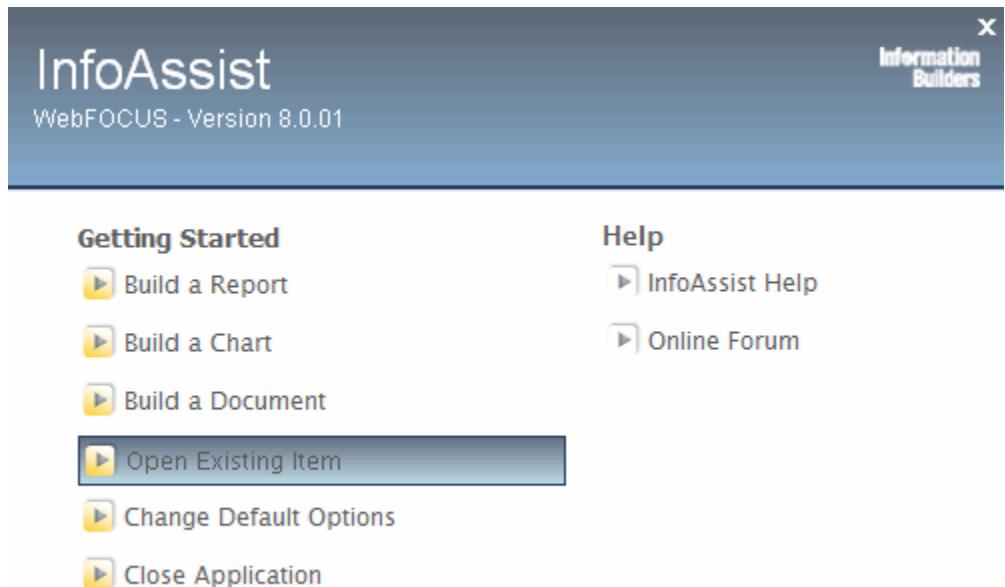 x
InfoAssist
Information
Builders
WebFOCUS - Version 8.0.01
Getting Started
Build a Report
Build a Chart
Build a Document
Open Existing Item
Change Default Options
Close Application
Help
InfoAssist Help
Online Forum